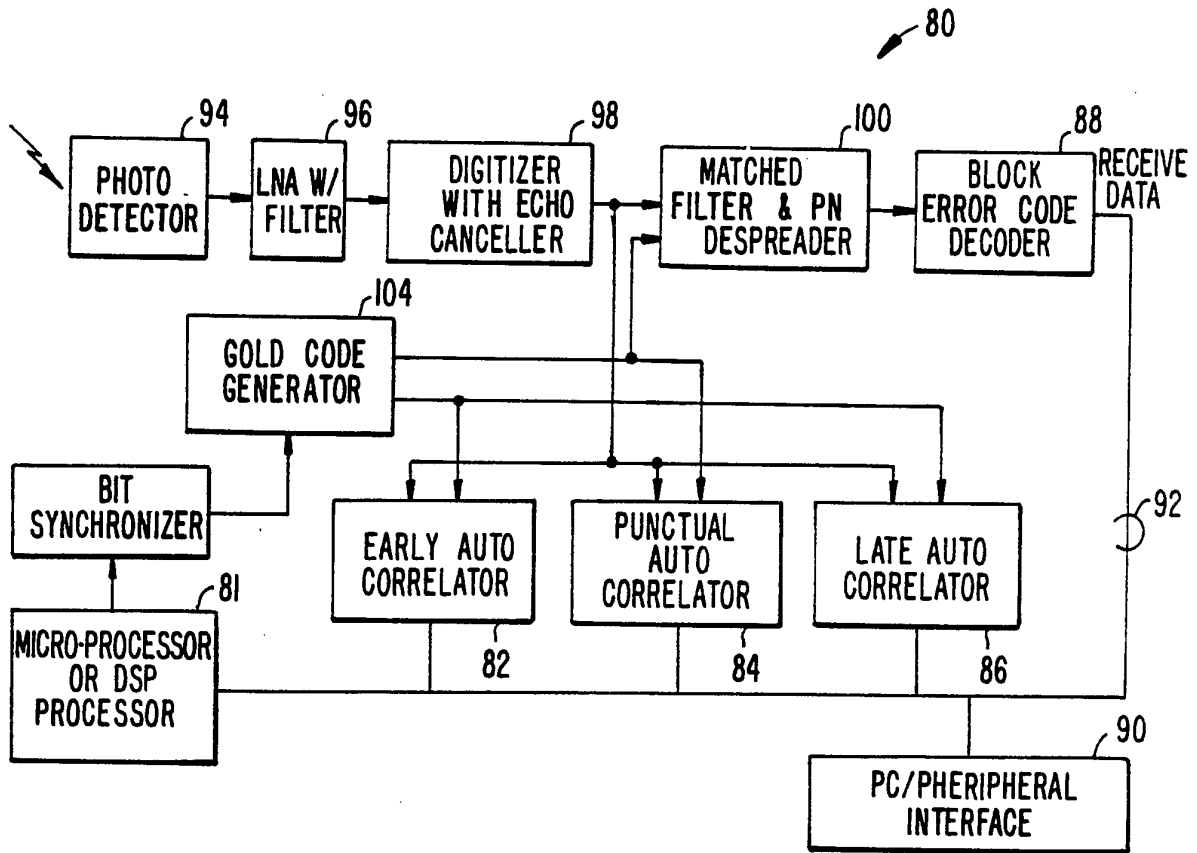 80
94
96
98
100
88
PHOTO
DETECTOR
LNA W/
FILTER
DIGITIZER
WITH ECHO
CANCELLER
MATCHED
FILTER & PN
DESPREADER
BLOCK
ERROR CODE
DECODER
RECEIVE
DATA
104
GOLD CODE
GENERATOR
BIT
SYNCHRONIZER
EARLY AUTO
CORRELATOR
PUNCTUAL
AUTO
CORRELATOR
LATE AUTO
CORRELATOR
92
81
82
84
86
MICRO-PROCESSOR
OR DSP
PROCESSOR
90
PC/PHERIPHERAL
INTERFACE